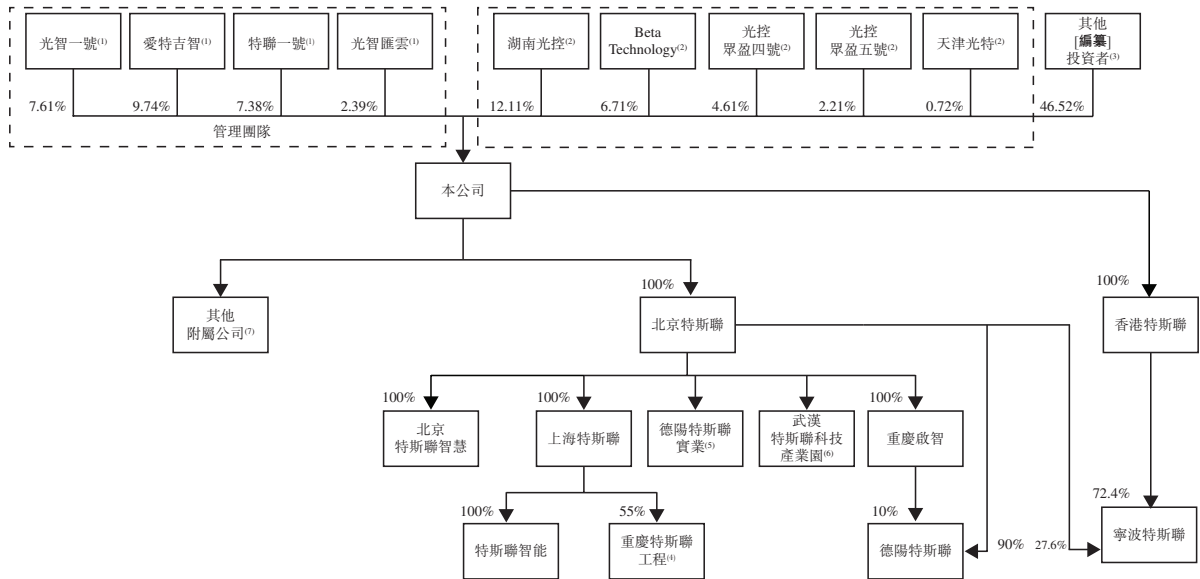 光智一號(1)
愛特吉智(1)
特聯一號(1)
光智匯雲(1)
湖南光控(2)
Beta
Technology(2)
光控
眾盈四號(2)
光控
眾盈五號(2)
天津光特(2)
其他
[編纂]
投資者(3)
7.61%
9.74%
7.38%
2.39%
12.11%
6.71%
4.61%
2.21%
0.72%
46.52%
管理團隊
本公司
100%
100%
其他
附屬公司(7)
北京特斯聯
香港特斯聯
100%
100%
100%
北京
特斯聯智慧
上海特斯聯
德陽特斯聯
實業(5)
武漢
特斯聯科技
產業園(6)
重慶啟智
100%
55%
10%
72.4%
特斯聯智能
重慶特斯聯
工程(4)
德陽特斯聯
90%
27.6%
寧波特斯聯